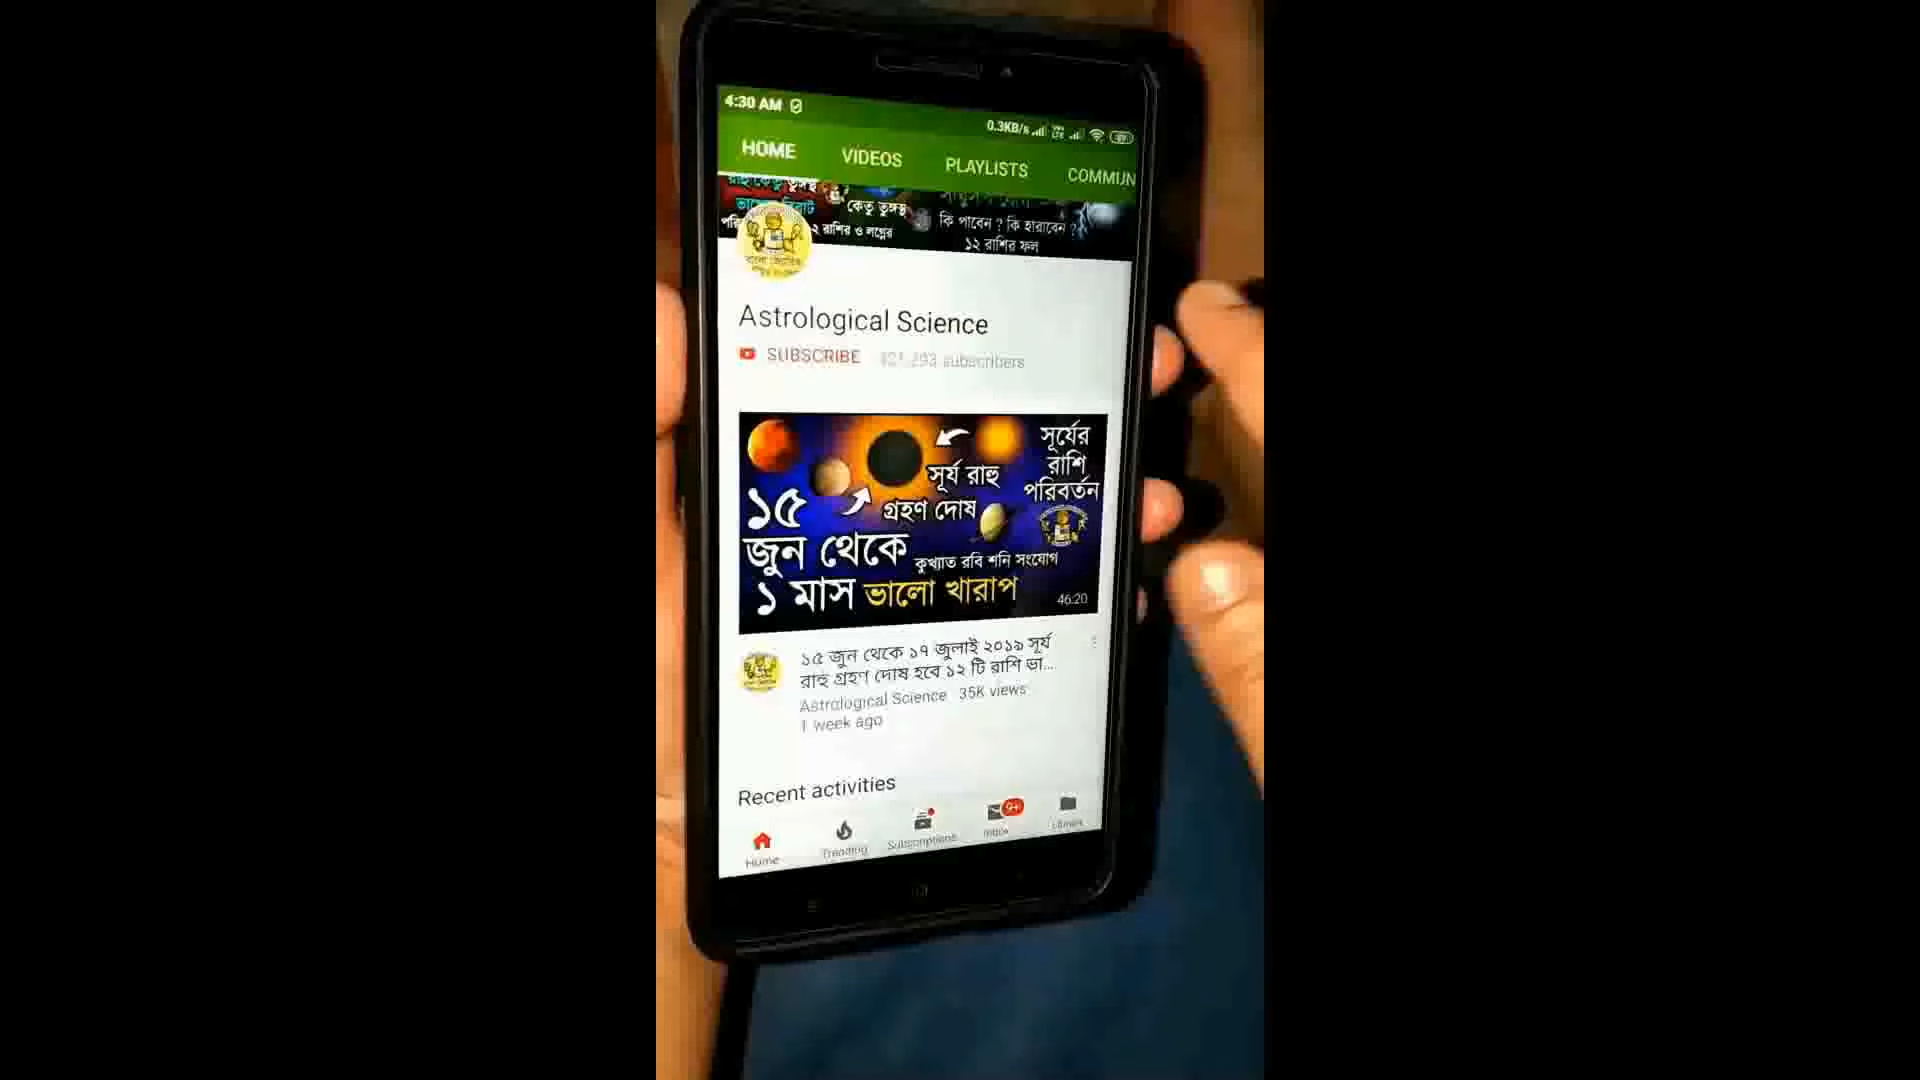 4:30 AM
0.3KB/s
HOME VIDEOS PLAYLISTS COMMUN
কেতু তুঙ্গস্থ
২ রাশির ও লগ্নের
কি পাবেন ? কি হারাবেন ?
১২ রাশির ফল
Astrological Science
SUBSCRIBE subscribers
সূর্যের
রাশি
পরিবর্তন
সূর্য রাহু
গ্রহণ দোষ
১৫
জুন থেকে
কুখ্যাত রবি শনি সংযোগ
১ মাস ভালো খারাপ
46:20
১৫ জুন থেকে ১৭ জুলাই ২০১৯ সূর্য
রাহু গ্রহণ দোষ হবে ১২ টি রাশি ভা...
Astrological Science 35K views
1 week ago
Recent activities
9+
Home Trending Subscriptions Inbox Library